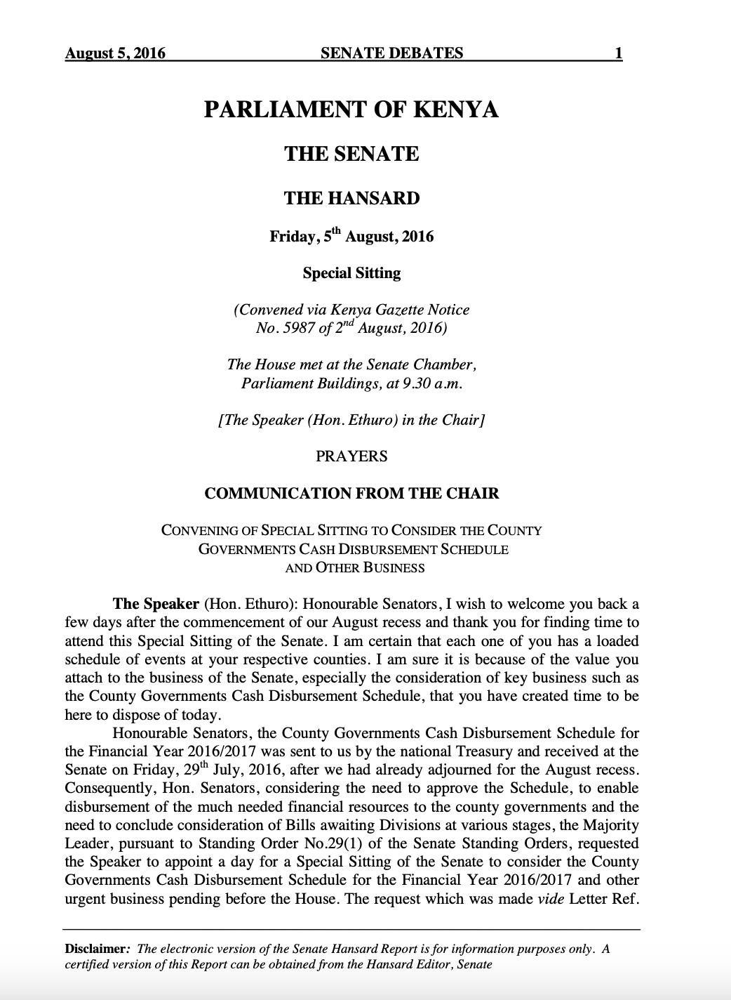 August 5, 2016 SENATE DEBATES 1
PARLIAMENT OF KENYA
THE SENATE
THE HANSARD
Friday, 5th August, 2016
Special Sitting
(Convened via Kenya Gazette Notice
No. 5987 of 2nd August, 2016)
The House met at the Senate Chamber,
Parliament Buildings, at 9.30 a.m.
[The Speaker (Hon. Ethuro) in the Chair]
PRAYERS
COMMUNICATION FROM THE CHAIR
CONVENING OF SPECIAL SITTING TO CONSIDER THE COUNTY
GOVERNMENTS CASH DISBURSEMENT SCHEDULE
AND OTHER BUSINESS
The Speaker (Hon. Ethuro): Honourable Senators, I wish to welcome you back a
few days after the commencement of our August recess and thank you for finding time to
attend this Special Sitting of the Senate. I am certain that each one of you has a loaded
schedule of events at your respective counties. I am sure it is because of the value you
attach to the business of the Senate, especially the consideration of key business such as
the County Governments Cash Disbursement Schedule, that you have created time to be
here to dispose of today.
Honourable Senators, the County Governments Cash Disbursement Schedule for
the Financial Year 2016/2017 was sent to us by the national Treasury and received at the
Senate on Friday, 29th July, 2016, after we had already adjourned for the August recess.
Consequently, Hon. Senators, considering the need to approve the Schedule, to enable
disbursement of the much needed financial resources to the county governments and the
need to conclude consideration of Bills awaiting Divisions at various stages, the Majority
Leader, pursuant to Standing Order No.29(1) of the Senate Standing Orders, requested
the Speaker to appoint a day for a Special Sitting of the Senate to consider the County
Governments Cash Disbursement Schedule for the Financial Year 2016/2017 and other
urgent business pending before the House. The request which was made vide Letter Ref.
Disclaimer: The electronic version of the Senate Hansard Report is for information purposes only. A
certified version of this Report can be obtained from the Hansard Editor, Senate